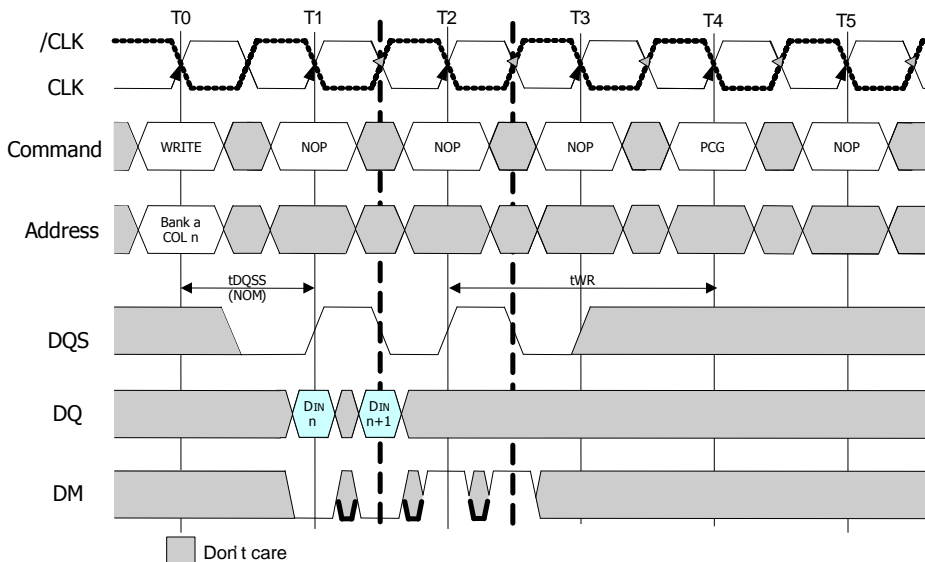 T0 T1 T2 T3 T4 T5
/CLK
CLK
Command WRITE NOP NOP NOP PCG NOP
Address Bank a
COL n
tDQSS
(NOM)
tWR
DQS
DQ DIN
n
DIN
n+1
DM
Don't care